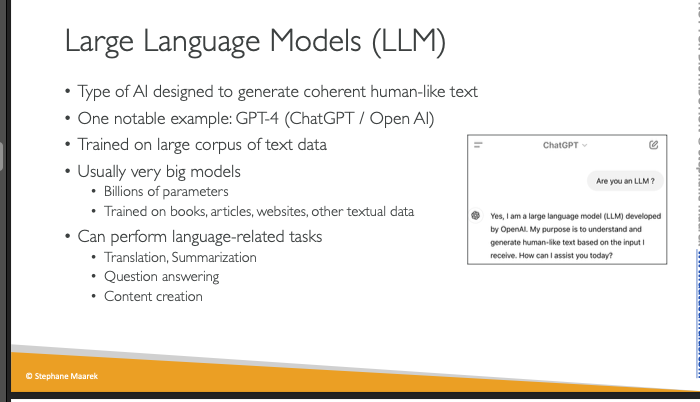 Large Language Models (LLM)
• Type of AI designed to generate coherent human-like text
• One notable example: GPT-4 (ChatGPT / Open AI)
• Trained on large corpus of text data
• Usually very big models
• Billions of parameters
• Trained on books, articles, websites, other textual data
• Can perform language-related tasks
• Translation, Summarization
• Question answering
• Content creation
ChatGPT
Are you an LLM ?
Yes, I am a large language model (LLM) developed
by OpenAI. My purpose is to understand and
generate human-like text based on the input I
receive. How can I assist you today?
© Stephane Maarek